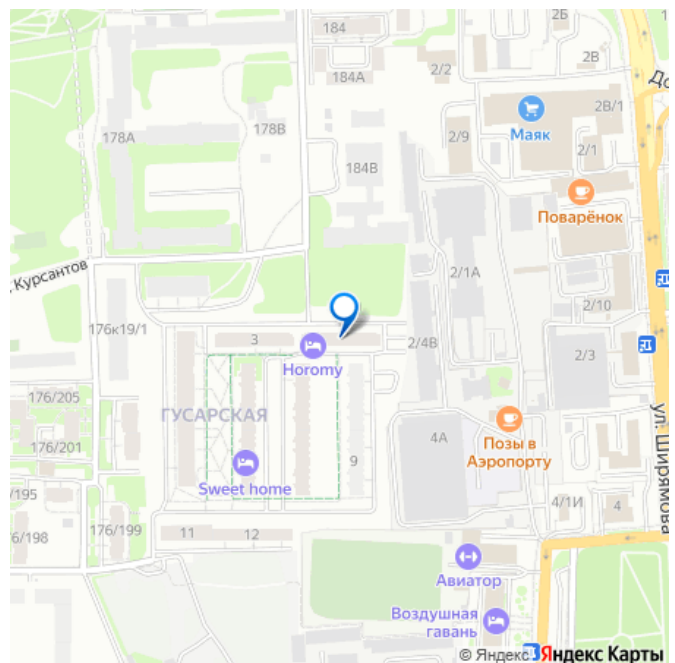 184
2Б
2/2
2В
До
184А
2В/1
Маяк
178А
178В
2/9
2/1
184В
Поварёнок
Курсантов
2/1А
2/10
176к19/1
3
2/4В
2/3
Horomy
176/205
ГУСАРСКАЯ
ул. Ширямова
176/201
4А
Позы в
Аэропорту
9
Sweet home
/195
4/1И
4
176/199
11
12
6/198
Авиатор
Воздушная
гавань
© Яндекс
Яндекс Карты